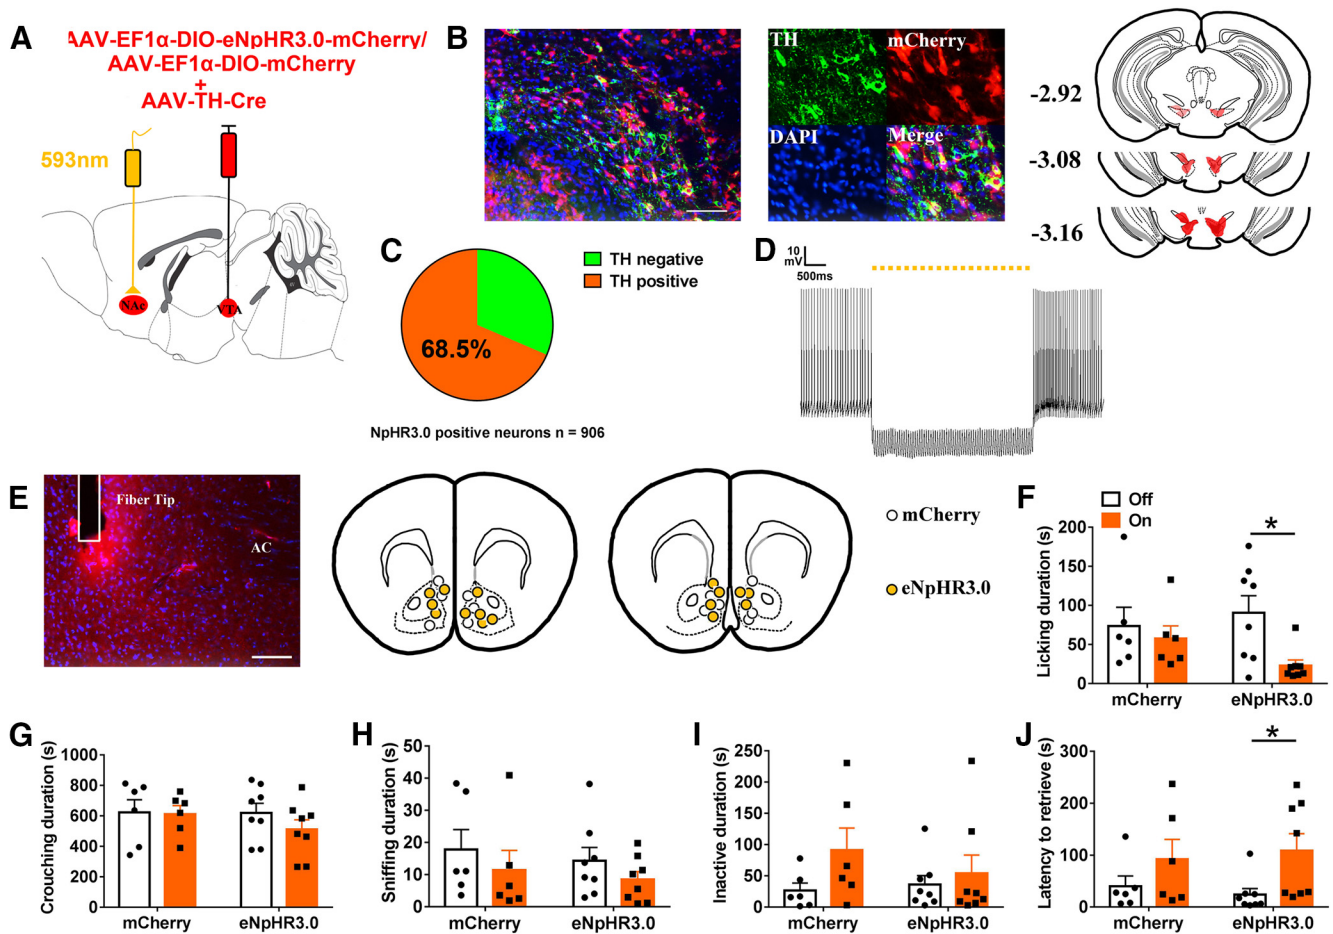 A
AAV-EF1α-DIO-eNpHR3.0-mCherry/
AAV-EF1α-DIO-mCherry
+
AAV-TH-Cre
593nm
NAc
VTA
B
TH
mCherry
DAPI
Merge
-2.92
-3.08
-3.16
C
TH negative
TH positive
68.5%
NpHR3.0 positive neurons n = 906
D
10
mV
500ms
E
Fiber Tip
AC
mCherry
eNpHR3.0
F
Off
On
Licking duration (s)
200
150
100
50
0
mCherry
eNpHR3.0
*
G
Crouching duration (s)
1000
800
600
400
200
0
mCherry
eNpHR3.0
H
Sniffing duration (s)
50
40
30
20
10
0
mCherry
eNpHR3.0
I
Inactive duration (s)
250
200
150
100
50
0
mCherry
eNpHR3.0
J
Latency to retrieve (s)
300
200
100
0
mCherry
eNpHR3.0
*